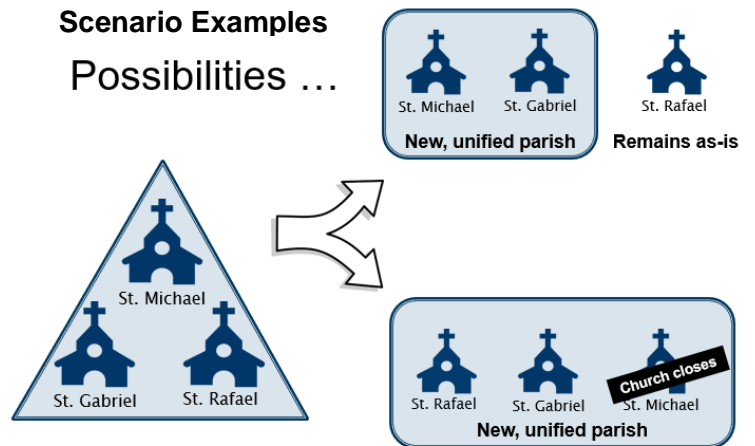 Scenario Examples
Possibilities …
St. Michael
St. Gabriel
St. Rafael
New, unified parish
Remains as-is
St. Michael
St. Gabriel
St. Rafael
Church closes
St. Rafael
St. Gabriel
St. Michael
New, unified parish